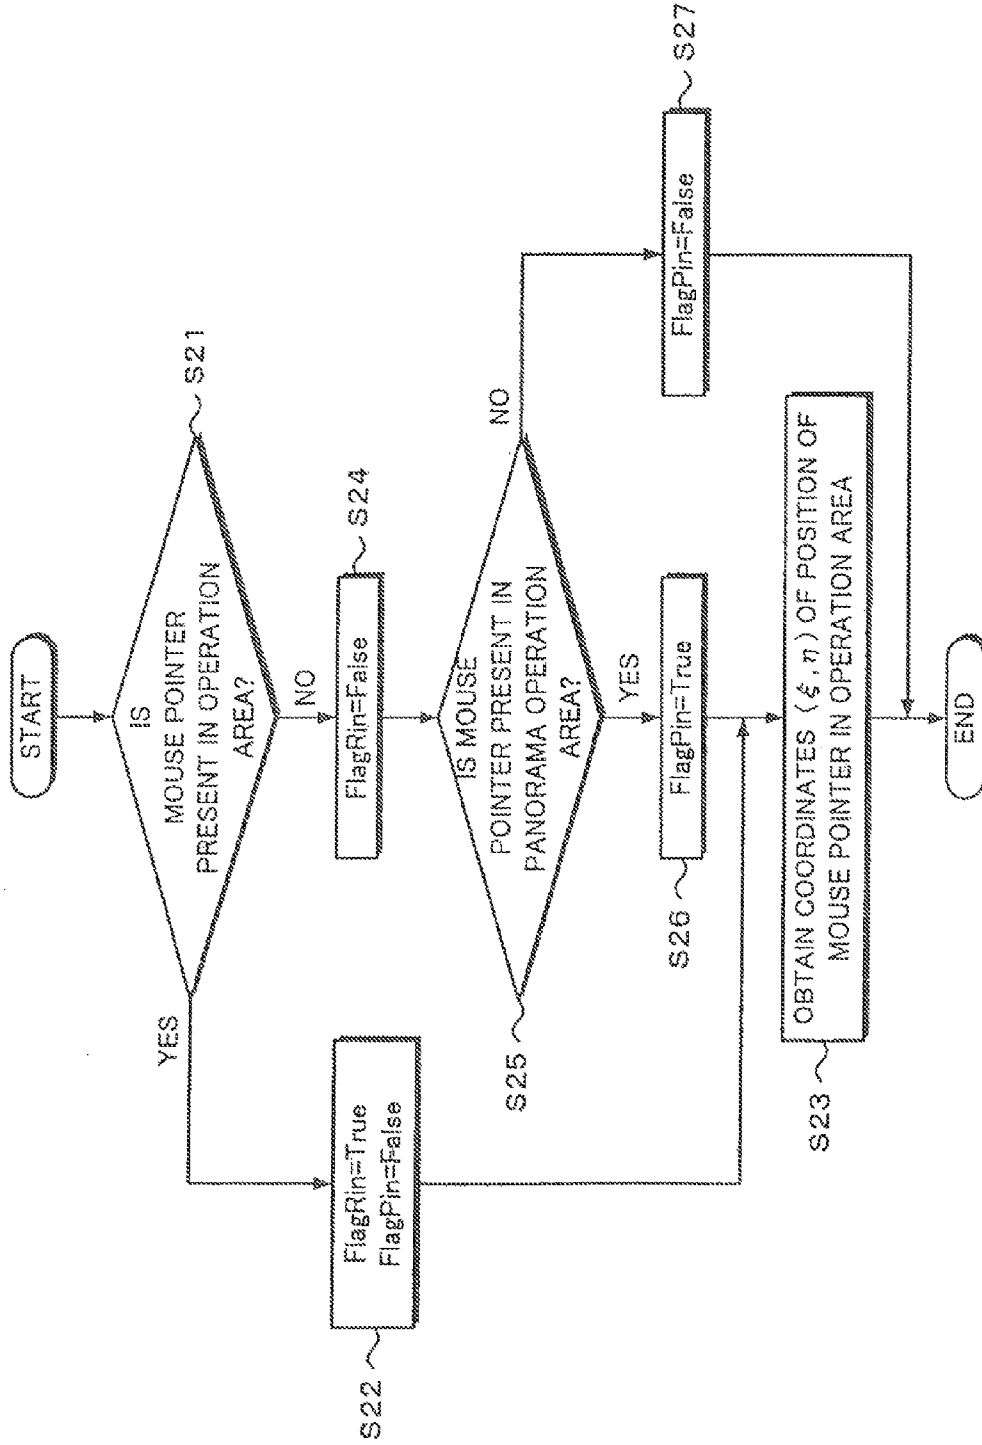 START
IS
MOUSE POINTER
PRESENT IN OPERATION
AREA?
S21
YES
NO
FlagRin=True
FlagPin=False
S22
FlagRin=False
S24
IS MOUSE
POINTER PRESENT IN
PANORAMA OPERATION
AREA?
S25
NO
YES
FlagPin=True
S26
FlagPin=False
S27
OBTAIN COORDINATES (ξ, η) OF POSITION OF
MOUSE POINTER IN OPERATION AREA
S23
END